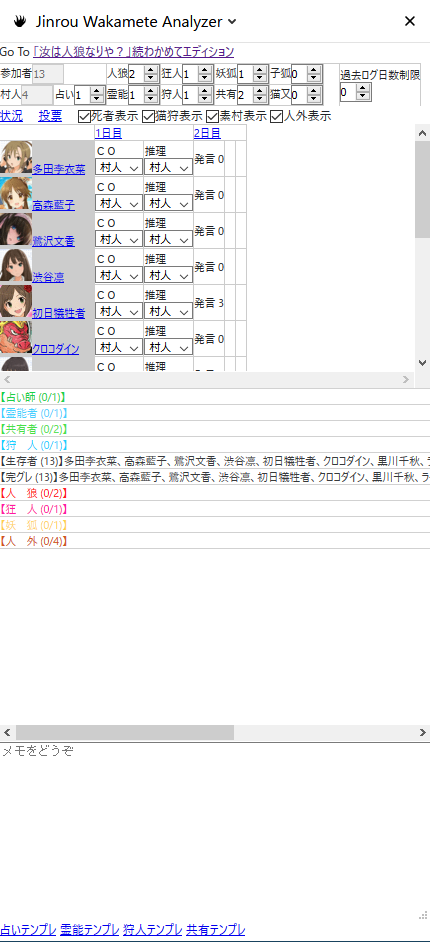 Jinrou Wakamete Analyzer
Go To 「汝は人狼なりや？」続わかめてエディション
参加者 13 人狼 2 狂人 1 妖狐 1 子狐 0 過去ログ日数制限
村人 4 占い 1 霊能 1 狩人 1 共有 2 猫又 0 0
状況 投票 死者表示 猫狩表示 素村表示 人外表示
1日目 2日目
多田李衣菜 ＣＯ 村人 推理 村人 発言 0
高森藍子 ＣＯ 村人 推理 村人 発言 0
鷺沢文香 ＣＯ 村人 推理 村人 発言 0
渋谷凛 ＣＯ 村人 推理 村人 発言 0
初日犠牲者 ＣＯ 村人 推理 村人 発言 3
クロコダイン ＣＯ 村人 推理 村人 発言 0
ＣＯ 推理
【占い師 (0/1)】
【霊能者 (0/1)】
【共有者 (0/2)】
【狩　人 (0/1)】
【生存者 (13)】多田李衣菜、高森藍子、鷺沢文香、渋谷凛、初日犠牲者、クロコダイン、黒川千秋、
【完グレ (13)】多田李衣菜、高森藍子、鷺沢文香、渋谷凛、初日犠牲者、クロコダイン、黒川千秋、ラ
【人　狼 (0/2)】
【狂　人 (0/1)】
【妖　狐 (0/1)】
【人　外 (0/4)】
メモをどうぞ
占いテンプレ 霊能テンプレ 狩人テンプレ 共有テンプレ